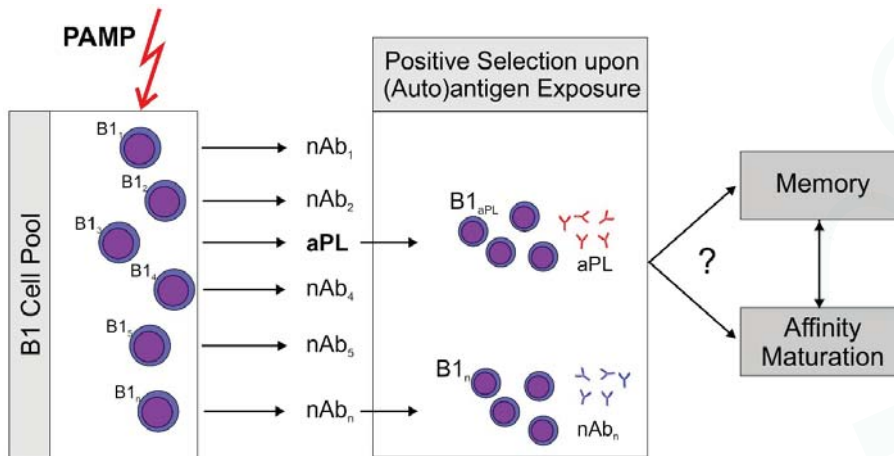 PAMP
B1 Cell Pool
B1₁
B1₂
B1₃
B1₄
B1₅
B1ₙ
nAb₁
nAb₂
aPL
nAb₄
nAb₅
nAbₙ
Positive Selection upon
(Auto)antigen Exposure
B1aPL
aPL
B1ₙ
nAbₙ
?
Memory
Affinity
Maturation